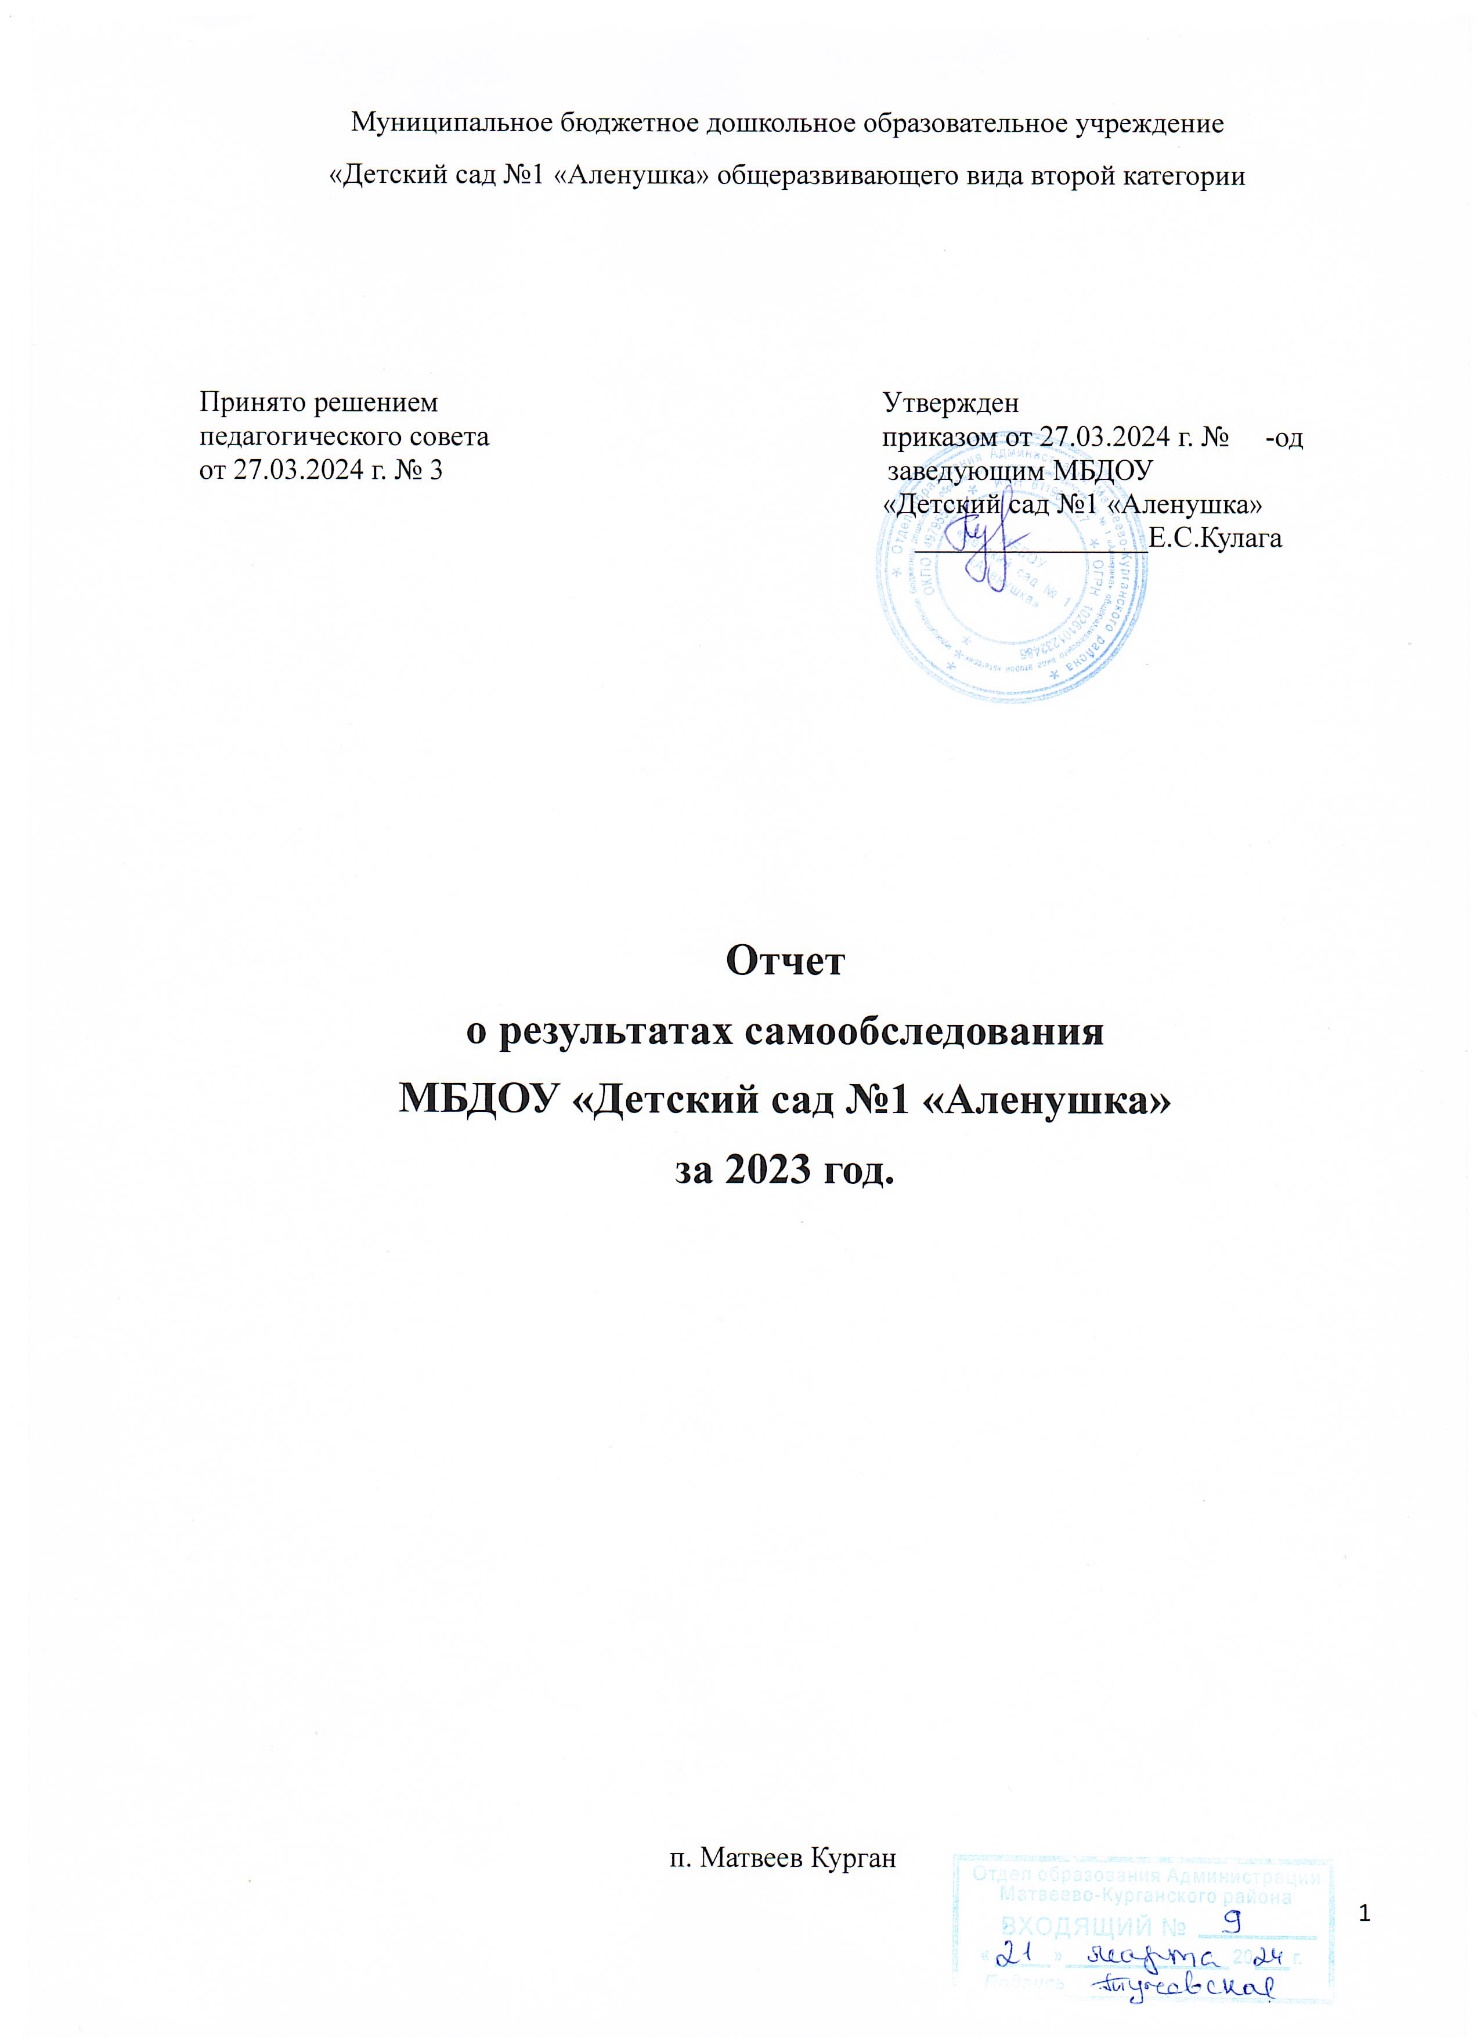 Муниципальное бюджетное дошкольное образовательное учреждение
«Детский сад №1 «Аленушка» общеразвивающего вида второй категории
Принято решением
педагогического совета
от 27.03.2024 г. № 3
Утвержден
приказом от 27.03.2024 г. № -од
заведующим МБДОУ
«Детский сад №1 «Аленушка»
Е.С.Кулага
Отчет
о результатах самообследования
МБДОУ «Детский сад №1 «Аленушка»
за 2023 год.
п. Матвеев Курган
Отдел образования Администрации
Матвеево-Курганского района
ВХОДЯЩИЙ № 9
«21» марта 2024 г.
Подпись
1